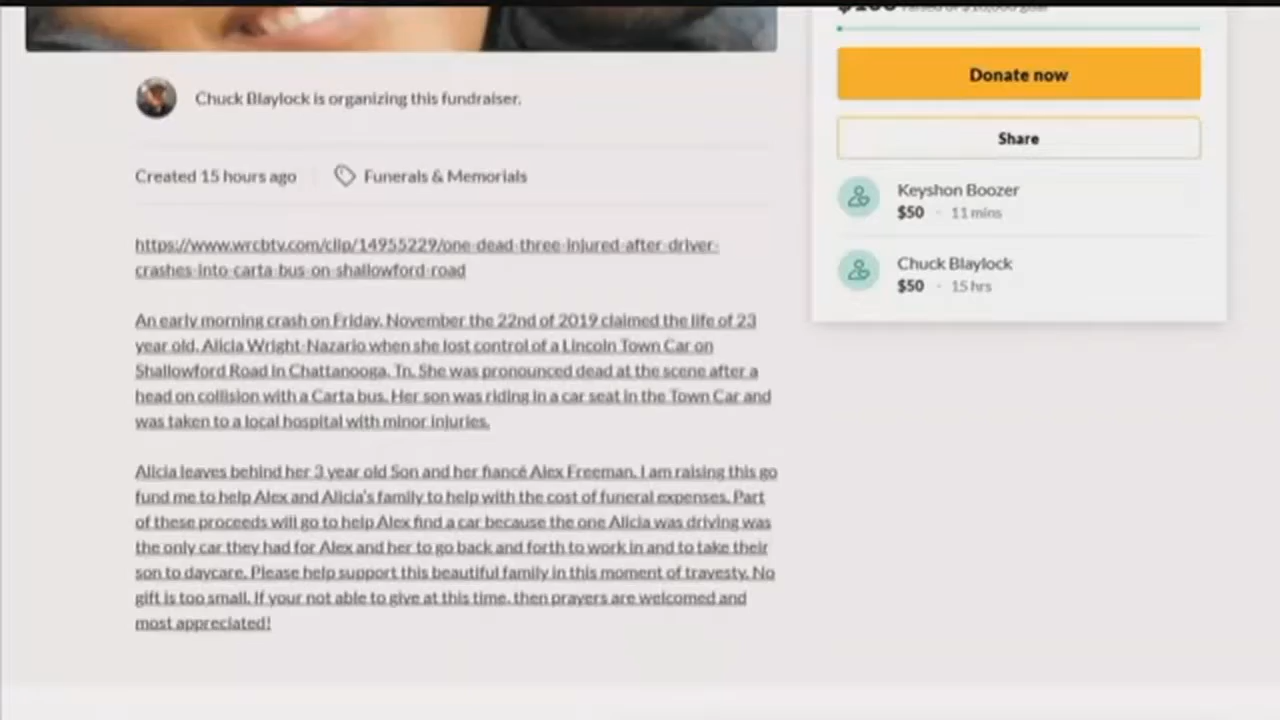 $100 raised of $10,000 goal
Donate now
Share
Keyshon Boozer
$50 · 11 mins
Chuck Blaylock
$50 · 15 hrs
Chuck Blaylock is organizing this fundraiser.
Created 15 hours ago
Funerals & Memorials
https://www.wrcbtv.com/clip/14955229/one-dead-three-injured-after-driver-
crashes-into-carta-bus-on-shallowford-road
An early morning crash on Friday, November the 22nd of 2019 claimed the life of 23
year old, Alicia Wright-Nazario when she lost control of a Lincoln Town Car on
Shallowford Road in Chattanooga, Tn. She was pronounced dead at the scene after a
head on collision with a Carta bus. Her son was riding in a car seat in the Town Car and
was taken to a local hospital with minor injuries.
Alicia leaves behind her 3 year old Son and her fiancé Alex Freeman. I am raising this go
fund me to help Alex and Alicia's family to help with the cost of funeral expenses. Part
of these proceeds will go to help Alex find a car because the one Alicia was driving was
the only car they had for Alex and her to go back and forth to work in and to take their
son to daycare. Please help support this beautiful family in this moment of travesty. No
gift is too small. If your not able to give at this time, then prayers are welcomed and
most appreciated!